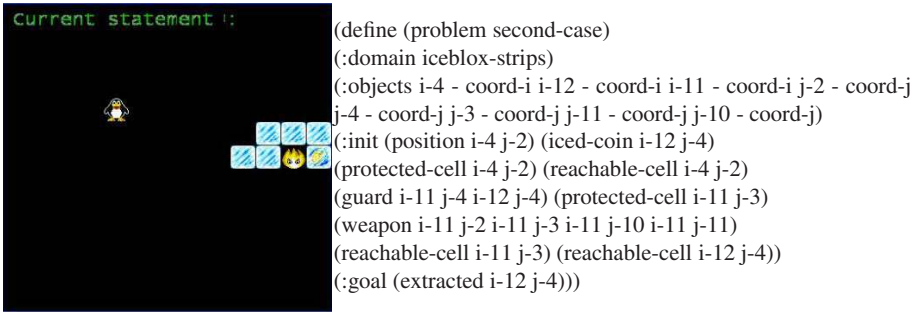 Current statement :
(define (problem second-case)
(:domain iceblox-strips)
(:objects i-4 - coord-i i-12 - coord-i i-11 - coord-i j-2 - coord-j
j-4 - coord-j j-3 - coord-j j-11 - coord-j j-10 - coord-j)
(:init (position i-4 j-2) (iced-coin i-12 j-4)
(protected-cell i-4 j-2) (reachable-cell i-4 j-2)
(guard i-11 j-4 i-12 j-4) (protected-cell i-11 j-3)
(weapon i-11 j-2 i-11 j-3 i-11 j-10 i-11 j-11)
(reachable-cell i-11 j-3) (reachable-cell i-12 j-4))
(:goal (extracted i-12 j-4)))